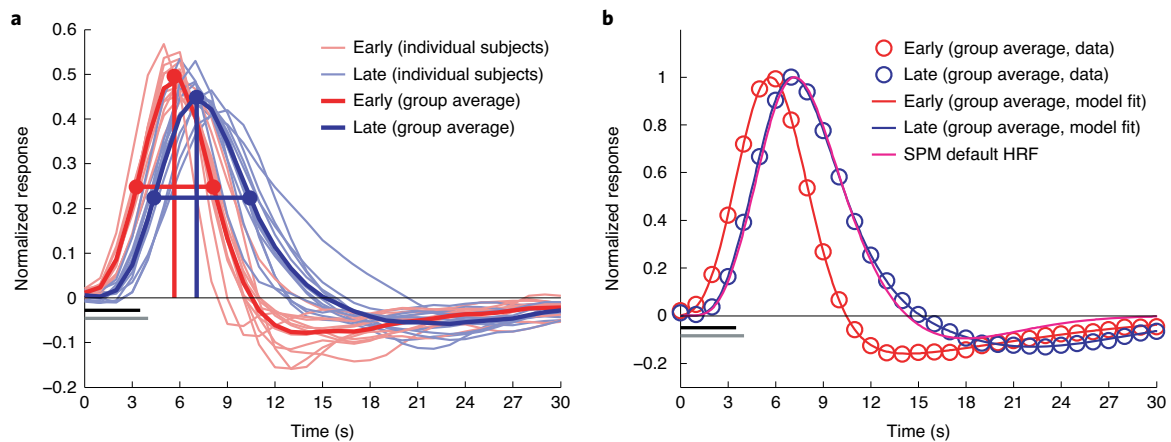 a
0.6
0.5
0.4
0.3
0.2
0.1
0
−0.1
−0.2
Normalized response
0
3
6
9
12
15
18
21
24
27
30
Time (s)
Early (individual subjects)
Late (individual subjects)
Early (group average)
Late (group average)
b
1
0.8
0.6
0.4
0.2
0
−0.2
Normalized response
0
3
6
9
12
15
18
21
24
27
30
Time (s)
Early (group average, data)
Late (group average, data)
Early (group average, model fit)
Late (group average, model fit)
SPM default HRF